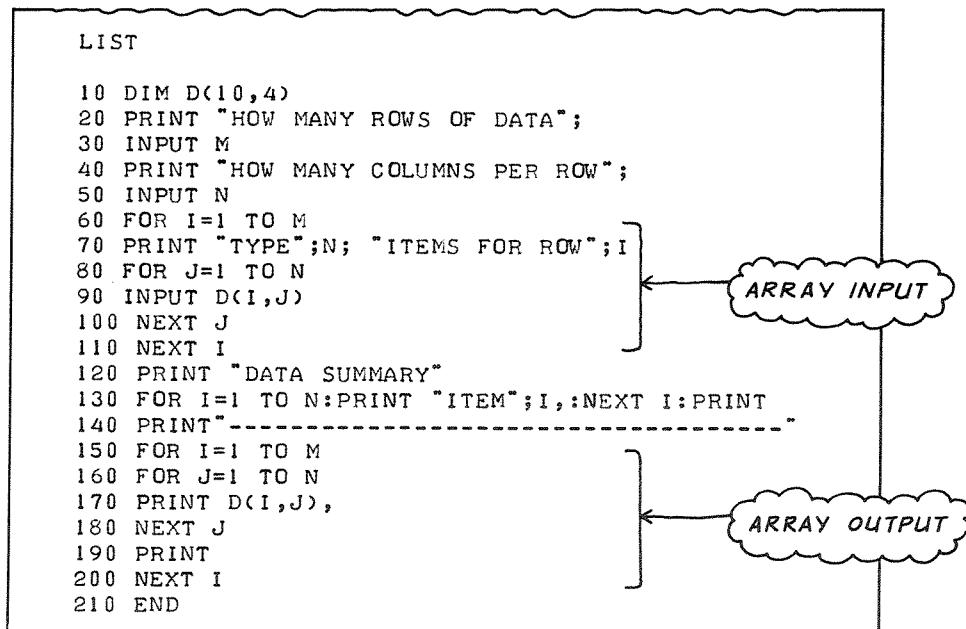 LIST
10 DIM D(10,4)
20 PRINT "HOW MANY ROWS OF DATA";
30 INPUT M
40 PRINT "HOW MANY COLUMNS PER ROW";
50 INPUT N
60 FOR I=1 TO M
70 PRINT "TYPE";N; "ITEMS FOR ROW";I
80 FOR J=1 TO N
90 INPUT D(I,J)
100 NEXT J
110 NEXT I
ARRAY INPUT
120 PRINT "DATA SUMMARY"
130 FOR I=1 TO N:PRINT "ITEM";I,:NEXT I:PRINT
140 PRINT"------------------------------------"
150 FOR I=1 TO M
160 FOR J=1 TO N
170 PRINT D(I,J),
180 NEXT J
190 PRINT
200 NEXT I
ARRAY OUTPUT
210 END